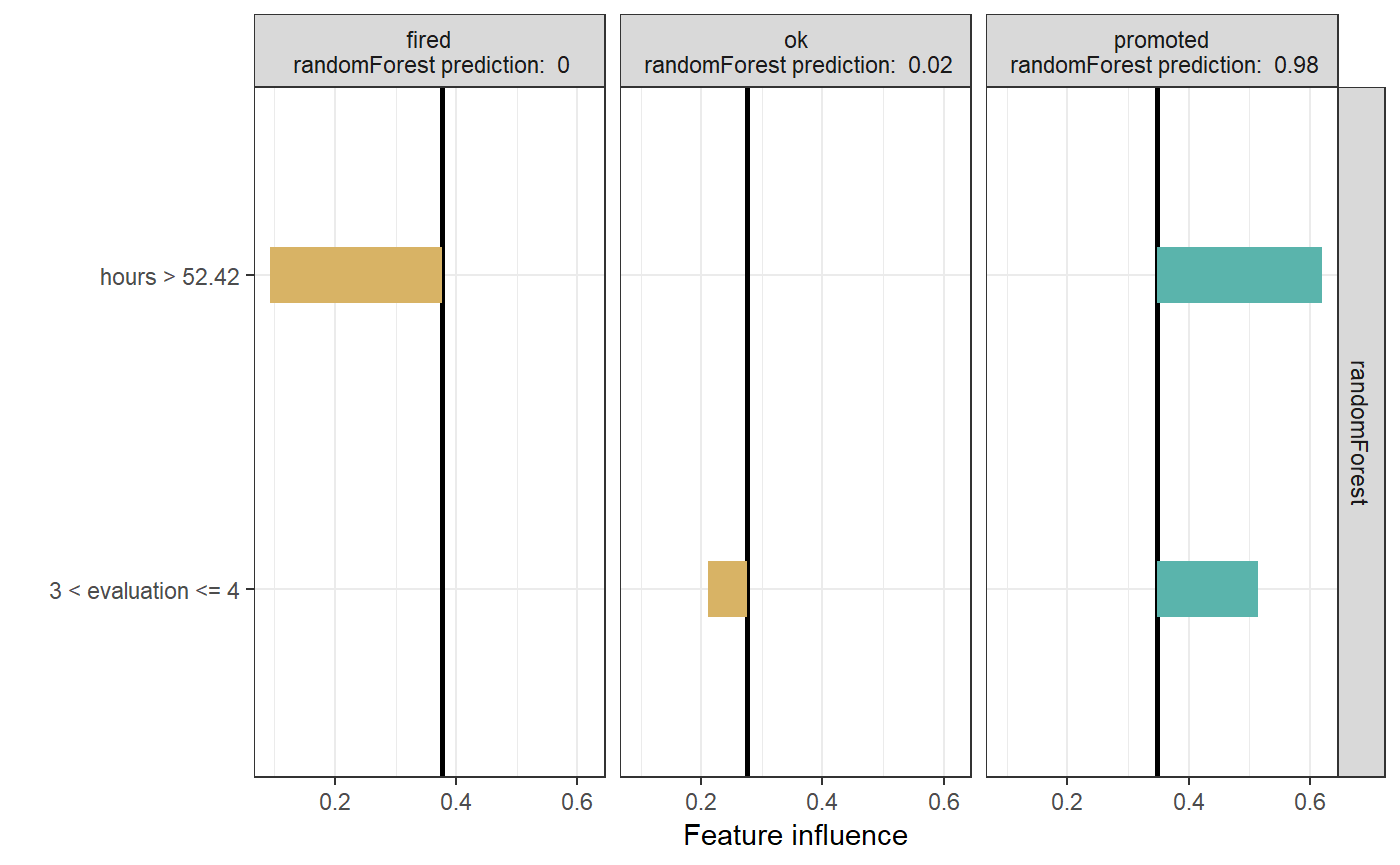 fired
randomForest prediction:  0
ok
randomForest prediction:  0.02
promoted
randomForest prediction:  0.98
hours > 52.42
3 < evaluation <= 4
randomForest
0.2 0.4 0.6
0.2 0.4 0.6
0.2 0.4 0.6
Feature influence